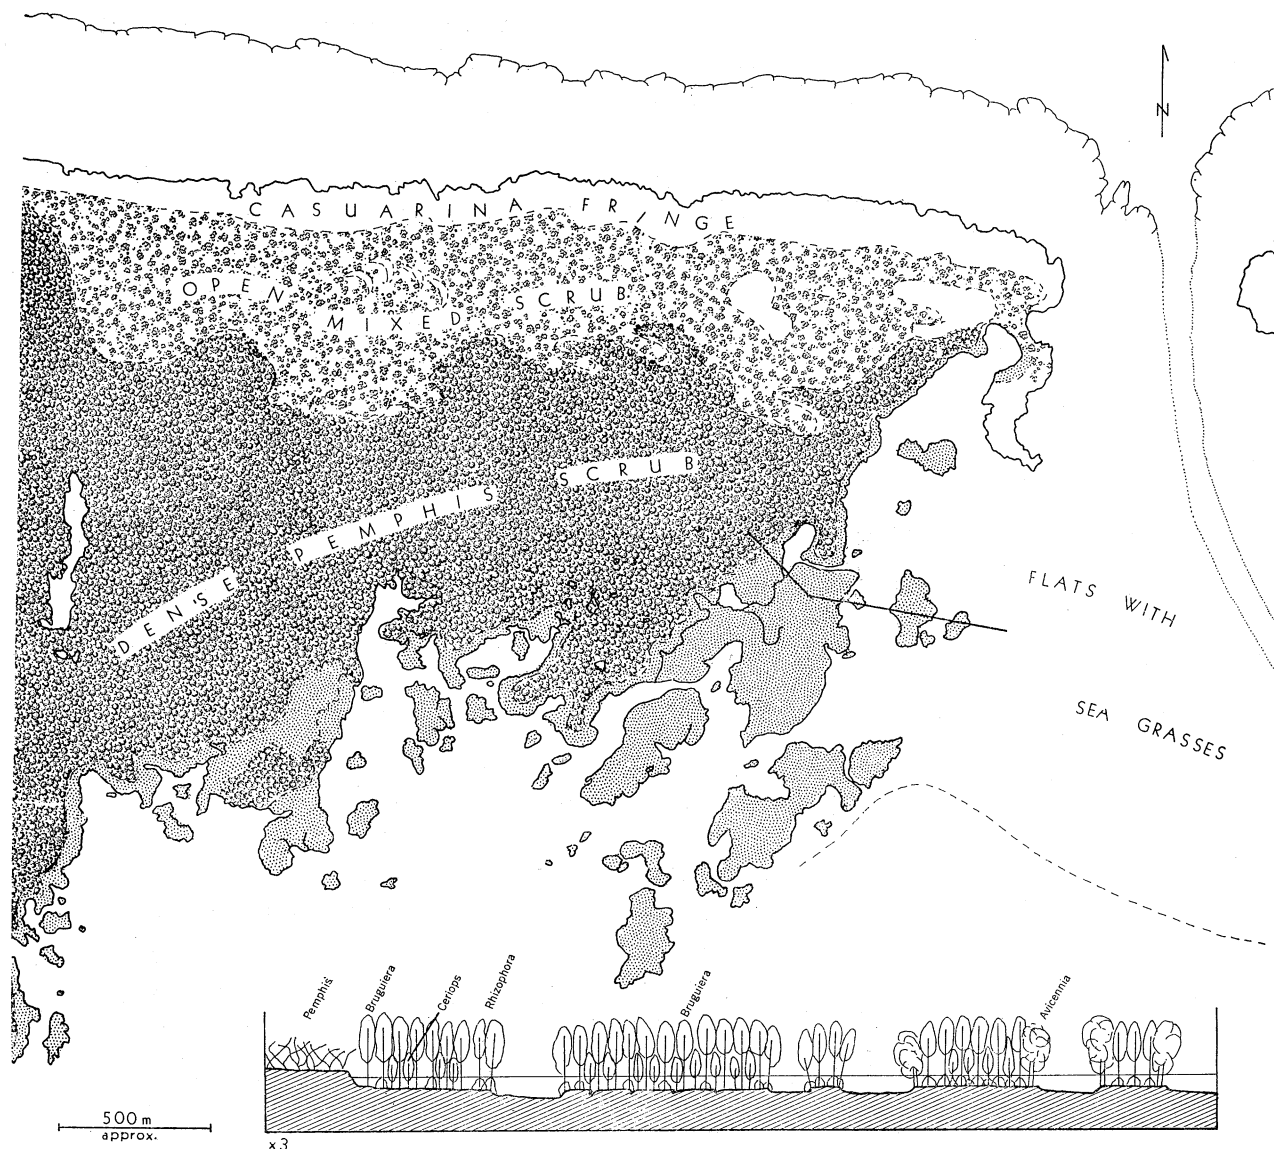 N
CASUARINA FRINGE
OPEN MIXED SCRUB
DENSE PEMPHIS SCRUB
FLATS WITH
SEA GRASSES
Pemphis
Bruguiera
Ceriops
Rhizophora
Bruguiera
Avicennia
500 m
approx.
x3